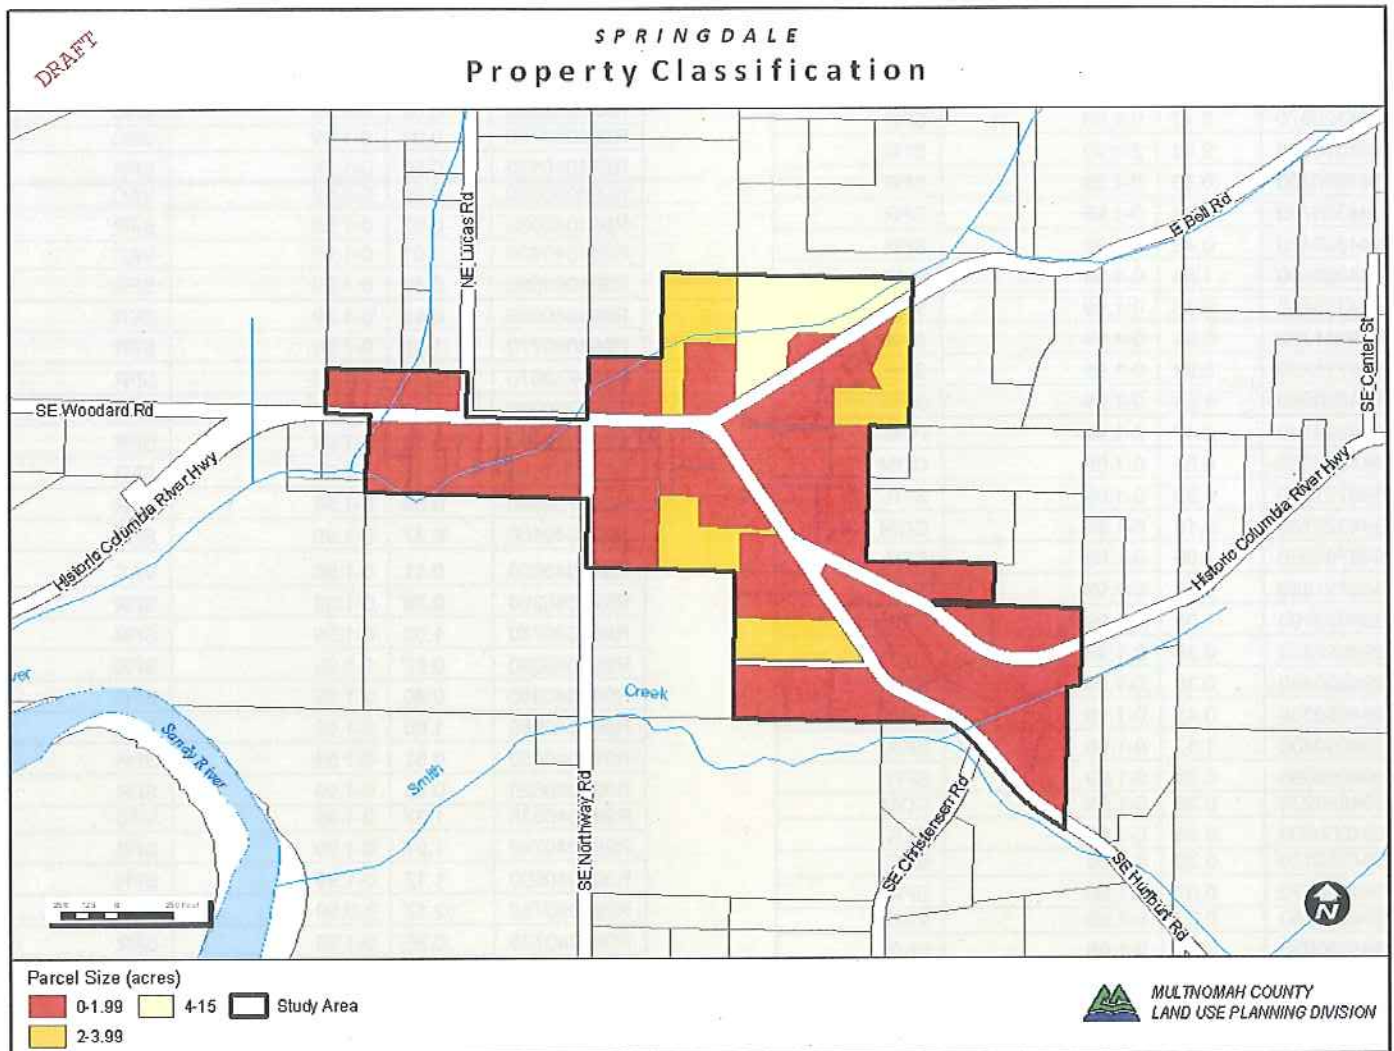 DRAFT
SPRINGDALE
Property Classification
NE Lucas Rd
E Bell Rd
SE Center St
SE Woodard Rd
Historic Columbia River Hwy
Historic Columbia River Hwy
Creek
Smith
Sandy River
SE Northway Rd
SE Christensen Rd
SE Hurlburt Rd
N
Parcel Size (acres)
0-1.99
4-15
Study Area
2-3.99
MULTNOMAH COUNTY
LAND USE PLANNING DIVISION